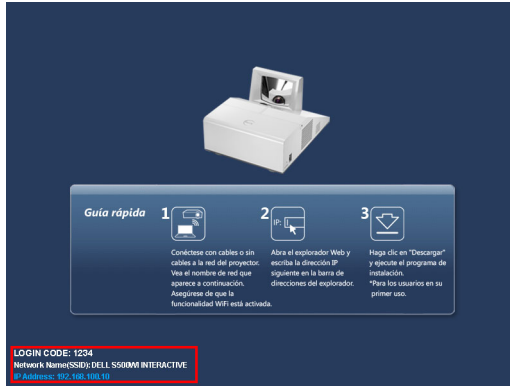 Guía rápida
1
2
IP:
3
Conéctese con cables o sin
cables a la red del proyector.
Vea el nombre de red que
aparece a continuación.
Asegúrese de que la
funcionalidad WiFi está activada.
Abra el explorador Web y
escriba la dirección IP
siguiente en la barra de
direcciones del explorador.
Haga clic en "Descargar"
y ejecute el programa de
instalación.
*Para los usuarios en su
primer uso.
LOGIN CODE: 1234
Network Name(SSID): DELL S500WI INTERACTIVE
IP Address: 192.168.100.10